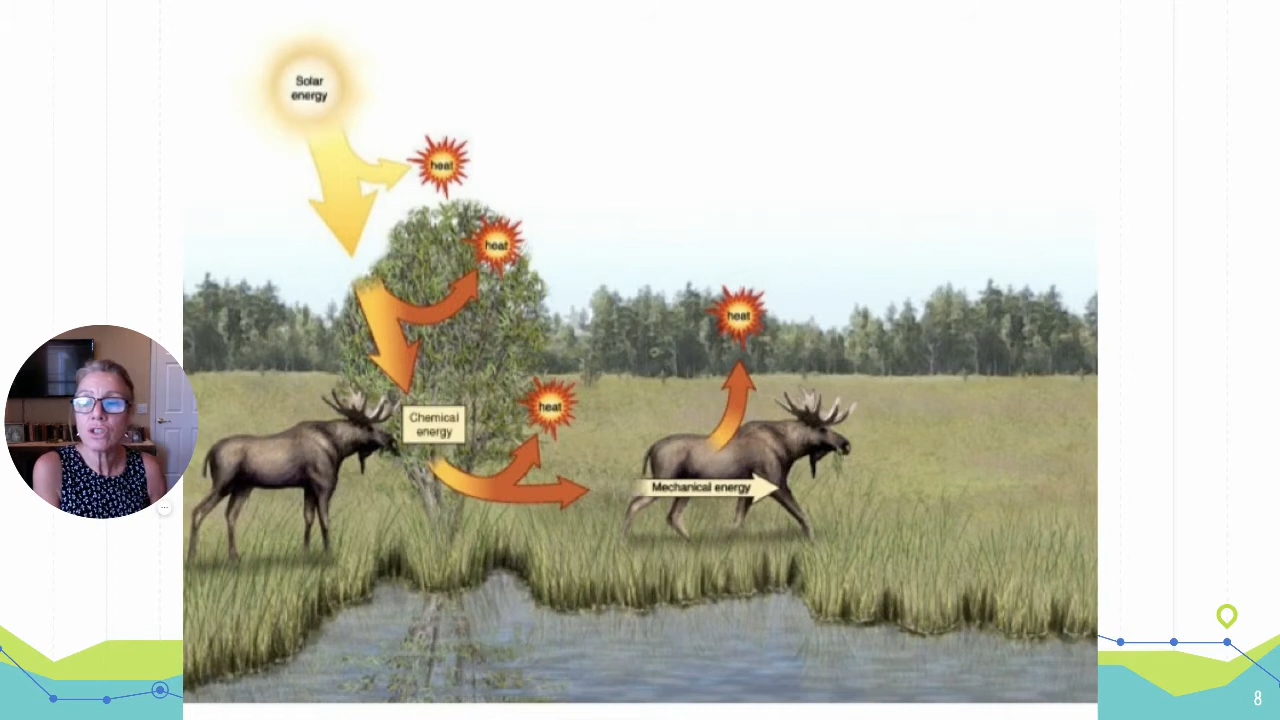 Solar
energy
heat
heat
heat
heat
Chemical
energy
Mechanical energy
8